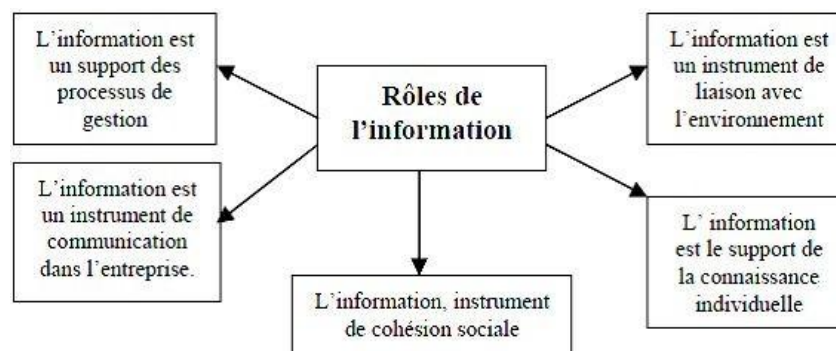 L'information est
un support des
processus de
gestion
Rôles de
l'information
L'information est
un instrument de
liaison avec
l'environnement
L'information est
un instrument de
communication
dans l'entreprise.
L' information
est le support de
la connaissance
individuelle
L'information, instrument
de cohésion sociale